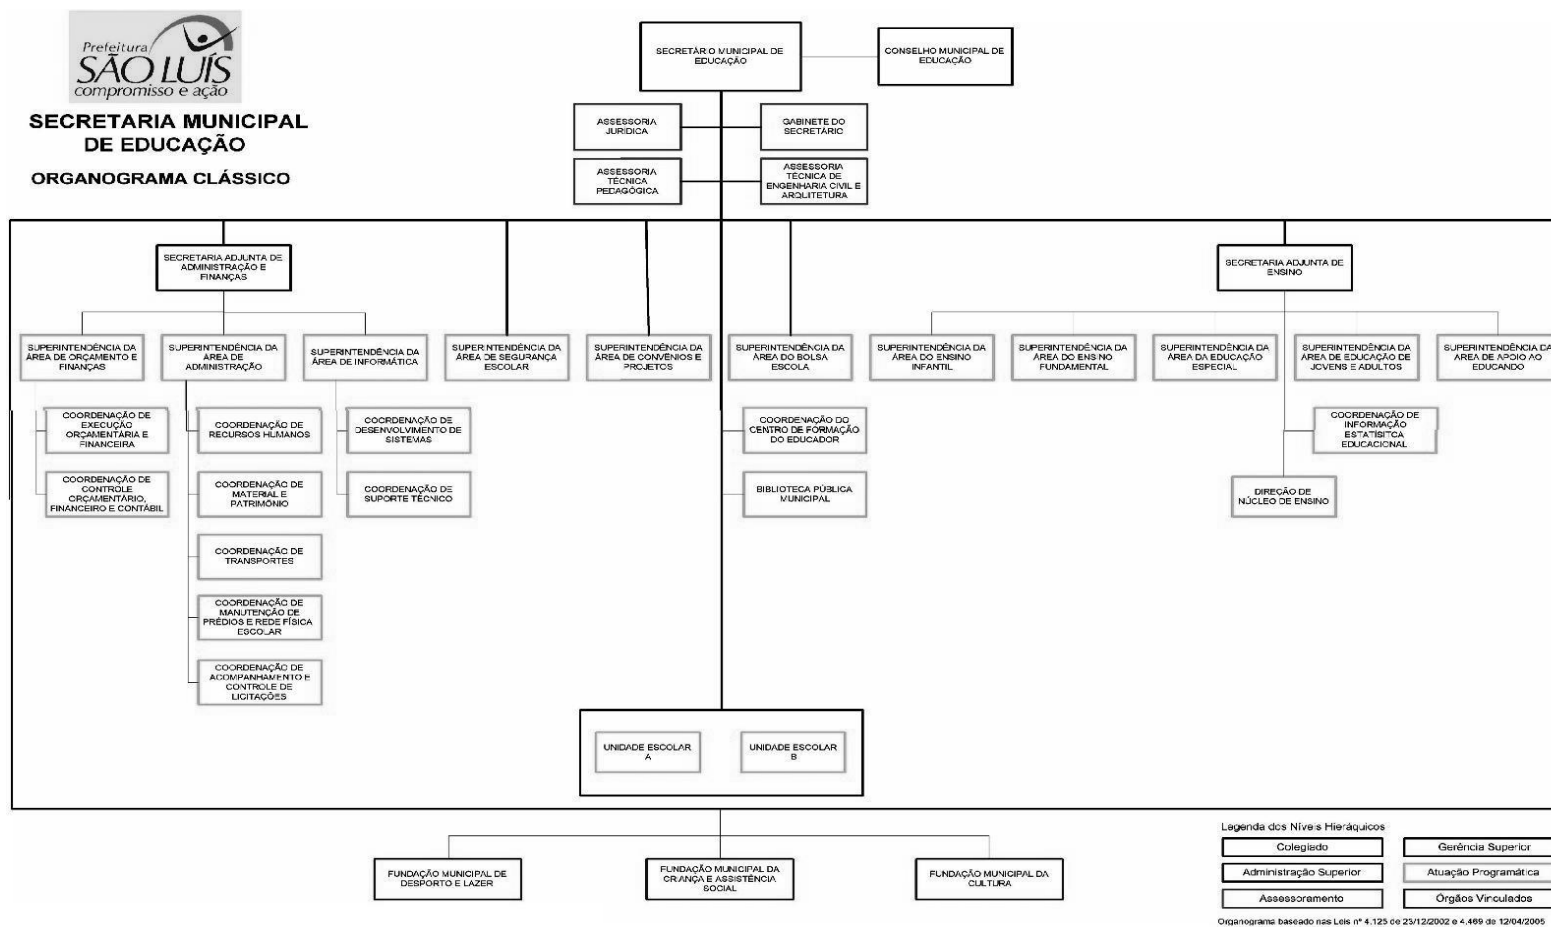 Prefeitura
SÃO LUÍS
compromisso e ação
SECRETARIA MUNICIPAL
DE EDUCAÇÃO
ORGANOGRAMA CLÁSSICO
SECRETÁRIO MUNICIPAL DE
EDUCAÇÃO
CONSELHO MUNICIPAL DE
EDUCAÇÃO
ASSESSORIA
JURÍDICA
GABINETE DO
SECRETÁRIO
ASSESSORIA
TÉCNICA
PEDAGÓGICA
ASSESSORIA
TÉCNICA DE
ENGENHARIA CIVIL E
ARQUITETURA
SECRETARIA ADJUNTA DE
ADMINISTRAÇÃO E
FINANÇAS
SECRETARIA ADJUNTA DE
ENSINO
SUPERINTENDÊNCIA DA
ÁREA DE ORÇAMENTO E
FINANÇAS
SUPERINTENDÊNCIA DA
ÁREA DE
ADMINISTRAÇÃO
SUPERINTENDÊNCIA DA
ÁREA DE INFORMÁTICA
SUPERINTENDÊNCIA DA
ÁREA DE SEGURANÇA
ESCOLAR
SUPERINTENDÊNCIA DA
ÁREA DE CONVÊNIOS E
PROJETOS
SUPERINTENDÊNCIA DA
ÁREA DO BOLSA
ESCOLA
SUPERINTENDÊNCIA DA
ÁREA DO ENSINO
INFANTIL
SUPERINTENDÊNCIA DA
ÁREA DO ENSINO
FUNDAMENTAL
SUPERINTENDÊNCIA DA
ÁREA DA EDUCAÇÃO
ESPECIAL
SUPERINTENDÊNCIA DA
ÁREA DE EDUCAÇÃO DE
JOVENS E ADULTOS
SUPERINTENDÊNCIA DA
ÁREA DE APOIO AO
EDUCANDO
COORDENAÇÃO DE
EXECUÇÃO
ORÇAMENTÁRIA E
FINANCEIRA
COORDENAÇÃO DE
RECURSOS HUMANOS
COORDENAÇÃO DE
DESENVOLVIMENTO DE
SISTEMAS
COORDENAÇÃO DO
CENTRO DE FORMAÇÃO
DO EDUCADOR
COORDENAÇÃO DE
INFORMAÇÃO
ESTATÍSITCA
EDUCACIONAL
COORDENAÇÃO DE
CONTROLE
ORÇAMENTÁRIO,
FINANCEIRO E CONTÁBIL
COORDENAÇÃO DE
MATERIAL E
PATRIMÔNIO
COORDENAÇÃO DE
SUPORTE TÉCNICO
BIBLIOTECA PÚBLICA
MUNICIPAL
DIREÇÃO DE
NÚCLEO DE ENSINO
COORDENAÇÃO DE
TRANSPORTES
COORDENAÇÃO DE
MANUTENÇÃO DE
PRÉDIOS E REDE FÍSICA
ESCOLAR
COORDENAÇÃO DE
ACOMPANHAMENTO E
CONTROLE DE
LICITAÇÕES
UNIDADE ESCOLAR
A
UNIDADE ESCOLAR
B
FUNDAÇÃO MUNICIPAL DE
DESPORTO E LAZER
FUNDAÇÃO MUNICIPAL DA
CRIANÇA E ASSISTÊNCIA
SOCIAL
FUNDAÇÃO MUNICIPAL DA
CULTURA
Legenda dos Níveis Hieráquicos
Colegiado
Gerência Superior
Administração Superior
Atuação Programática
Assessoramento
Órgãos Vinculados
Organograma baseado nas Leis nº 4.125 de 23/12/2002 e 4.469 de 12/04/2005